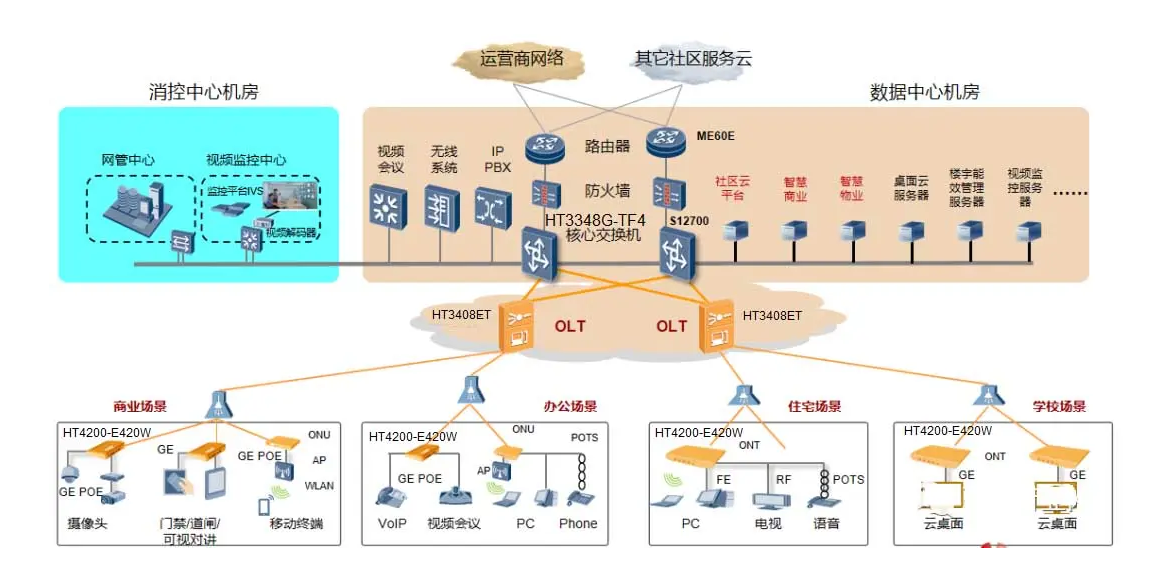 运营商网络
其它社区服务云
消控中心机房
数据中心机房
网管中心
视频监控中心
监控平台IVS
视频解码器
视频
会议
无线
系统
IP
PBX
路由器
ME60E
防火墙
HT3348G-TF4
核心交换机
S12700
社区云
平台
智慧
商业
智慧
物业
桌面云
服务器
楼宇能
效管理
服务器
视频监
控服务
器
······
HT3408ET
OLT
OLT
HT3408ET
商业场景
办公场景
住宅场景
学校场景
HT4200-E420W
ONU
GE
GE POE
AP
GE POE
WLAN
摄像头
门禁/道闸/
可视对讲
移动终端
HT4200-E420W
ONU
POTS
GE POE
AP
VoIP
视频会议
PC
Phone
HT4200-E420W
ONT
FE
RF
POTS
PC
电视
语音
HT4200-E420W
ONT
GE
GE
云桌面
云桌面